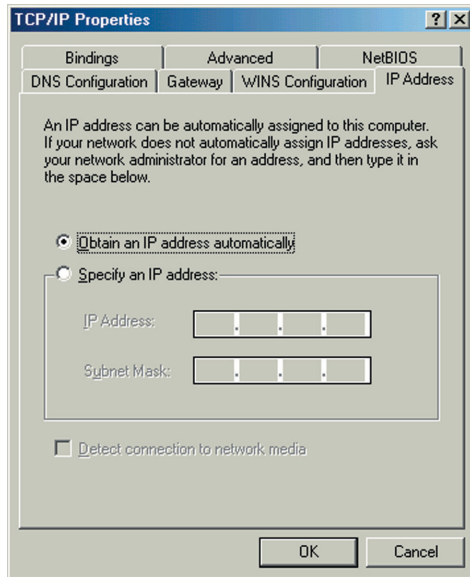 TCP/IP Properties
? ×
Bindings Advanced NetBIOS
DNS Configuration Gateway WINS Configuration IP Address
An IP address can be automatically assigned to this computer.
If your network does not automatically assign IP addresses, ask
your network administrator for an address, and then type it in
the space below.
Obtain an IP address automatically
Specify an IP address:
IP Address: . . .
Subnet Mask: . . .
Detect connection to network media
OK Cancel